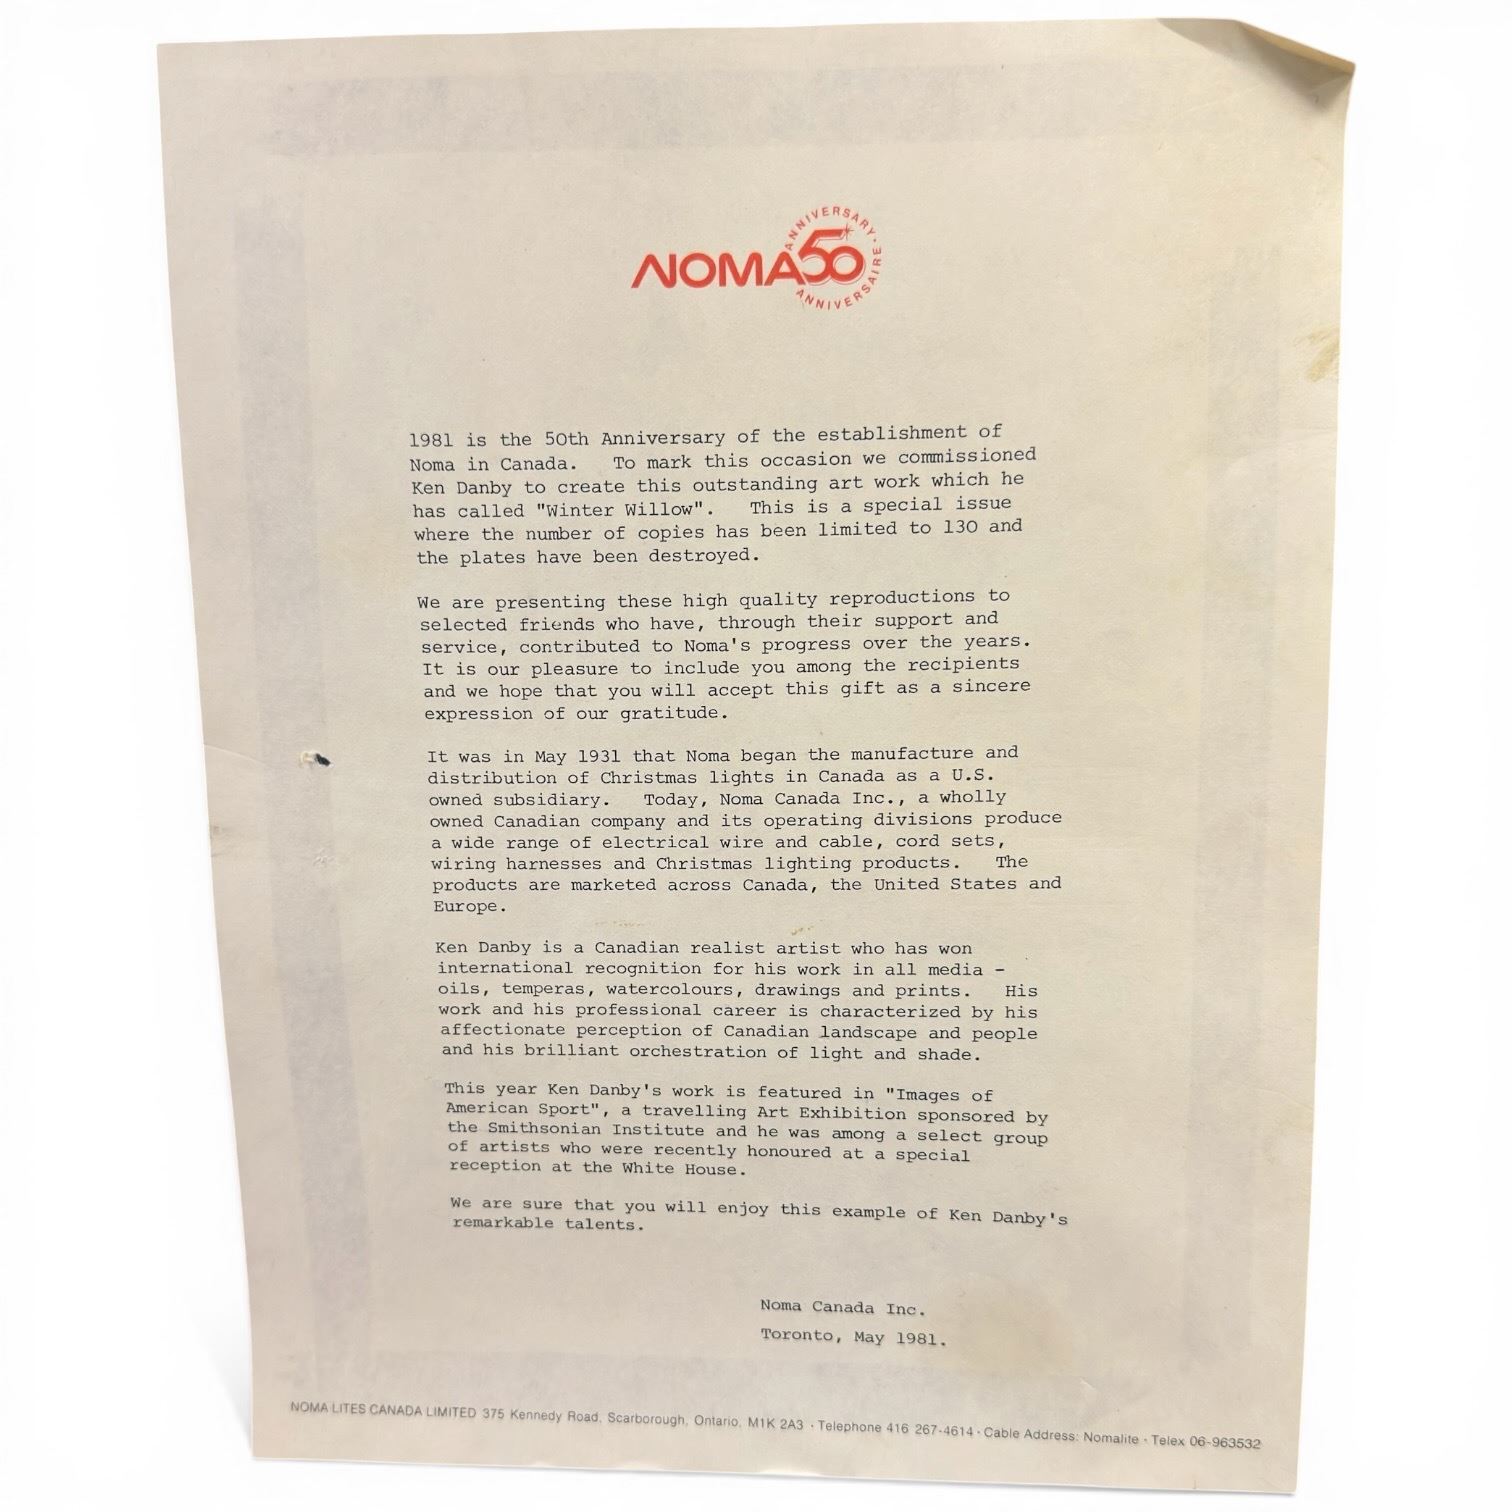 NOMA 50
ANNIVERSARY · ANNIVERSAIRE
1981 is the 50th Anniversary of the establishment of
Noma in Canada.   To mark this occasion we commissioned
Ken Danby to create this outstanding art work which he
has called "Winter Willow".   This is a special issue
where the number of copies has been limited to 130 and
the plates have been destroyed.
We are presenting these high quality reproductions to
selected friends who have, through their support and
service, contributed to Noma's progress over the years.
It is our pleasure to include you among the recipients
and we hope that you will accept this gift as a sincere
expression of our gratitude.
It was in May 1931 that Noma began the manufacture and
distribution of Christmas lights in Canada as a U.S.
owned subsidiary.   Today, Noma Canada Inc., a wholly
owned Canadian company and its operating divisions produce
a wide range of electrical wire and cable, cord sets,
wiring harnesses and Christmas lighting products.   The
products are marketed across Canada, the United States and
Europe.
Ken Danby is a Canadian realist artist who has won
international recognition for his work in all media -
oils, temperas, watercolours, drawings and prints.   His
work and his professional career is characterized by his
affectionate perception of Canadian landscape and people
and his brilliant orchestration of light and shade.
This year Ken Danby's work is featured in "Images of
American Sport", a travelling Art Exhibition sponsored by
the Smithsonian Institute and he was among a select group
of artists who were recently honoured at a special
reception at the White House.
We are sure that you will enjoy this example of Ken Danby's
remarkable talents.
Noma Canada Inc.
Toronto, May 1981.
NOMA LITES CANADA LIMITED 375 Kennedy Road, Scarborough, Ontario, M1K 2A3 · Telephone 416 267-4614 · Cable Address: Nomalite · Telex 06-963532